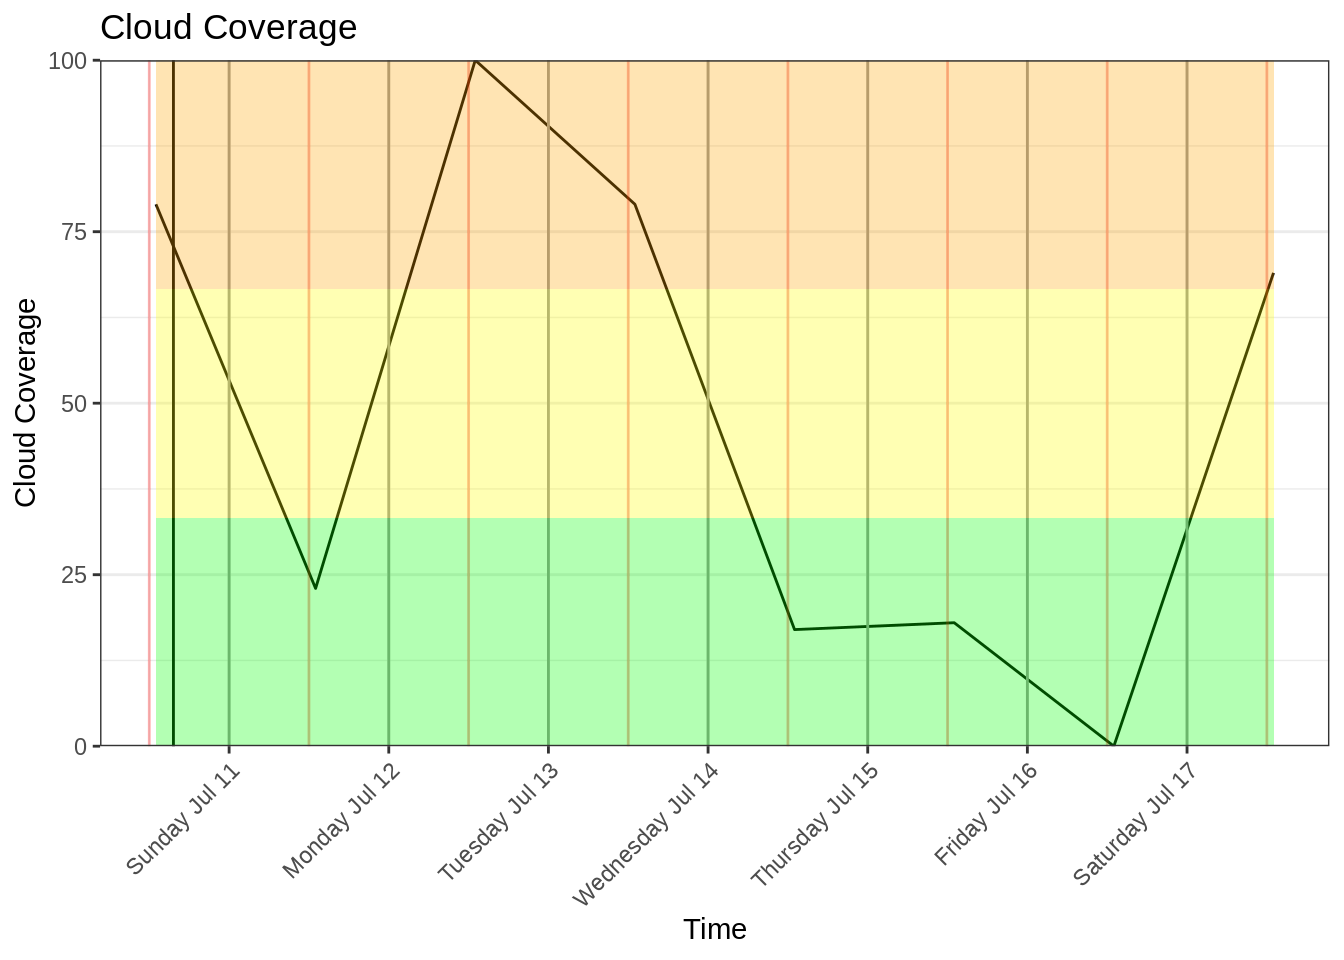 Cloud Coverage
100
75
50
25
0
Cloud Coverage
Sunday Jul 11
Monday Jul 12
Tuesday Jul 13
Wednesday Jul 14
Thursday Jul 15
Friday Jul 16
Saturday Jul 17
Time